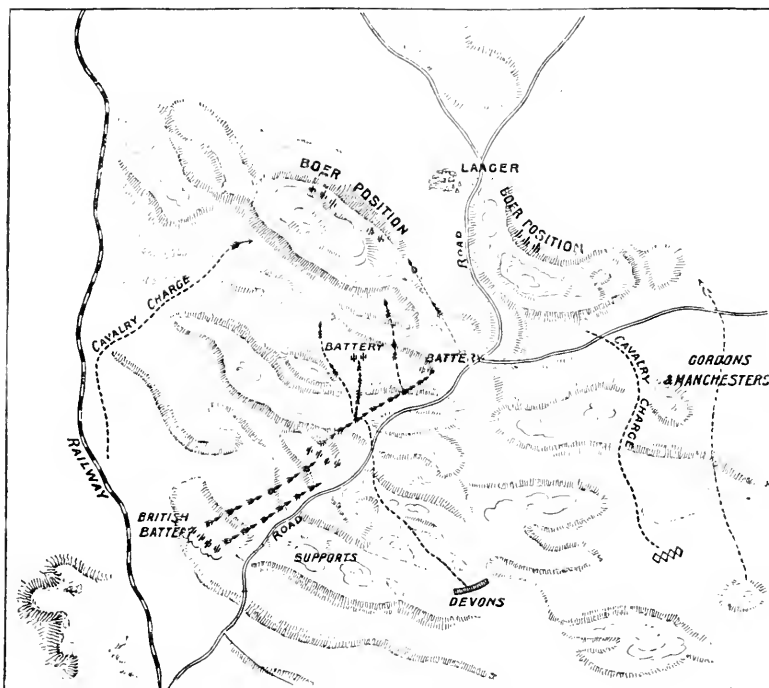 LAAGER
BOER POSITION
BOER POSITION
ROAD
CAVALRY CHARGE
BATTERY
BATTERY
CAVALRY CHARGE
GORDONS
& MANCHESTERS
RAILWAY
BRITISH
BATTERY
ROAD
SUPPORTS
DEVONS